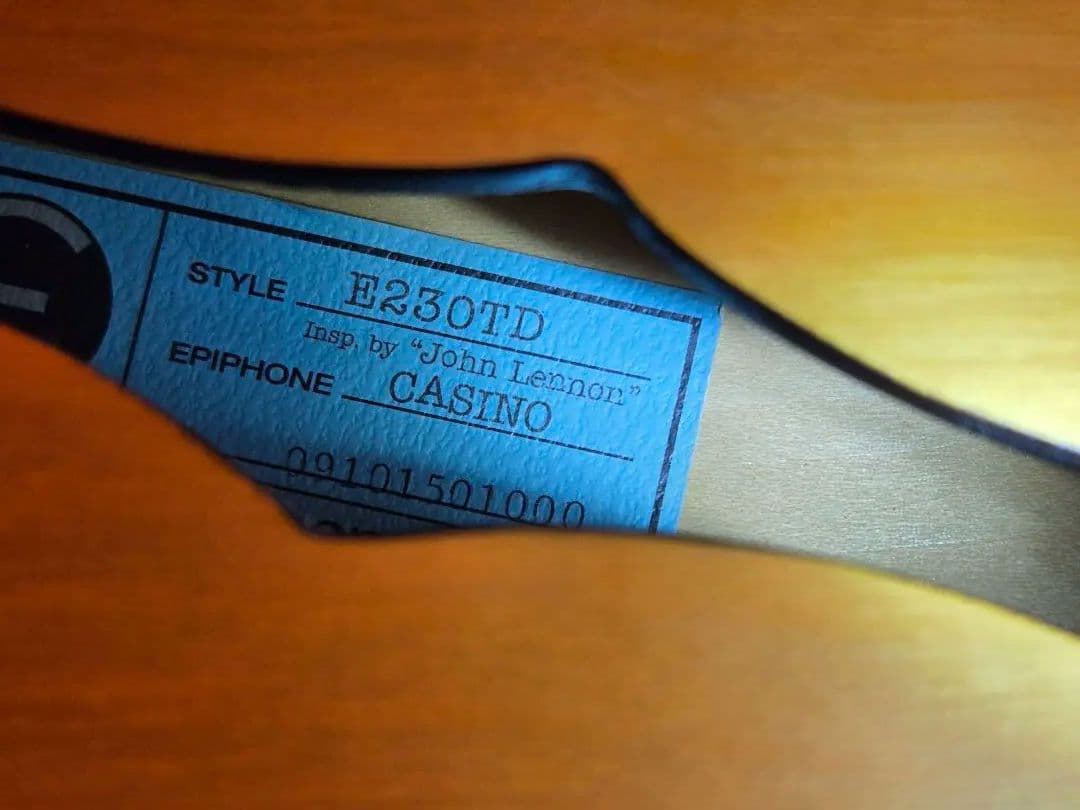 STYLE E230TD
Insp. by “John Lennon”
EPIPHONE CASINO
09101501000